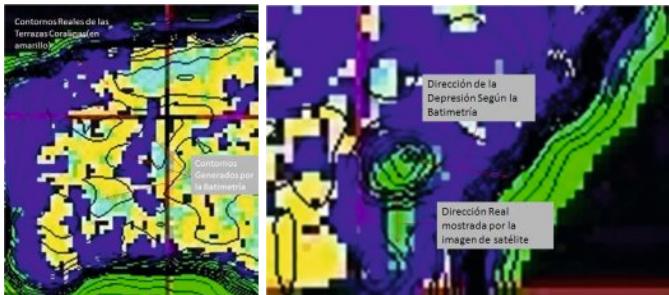 Contornos Reales de las
Terrazas Coralinas(en
amarillo)
Contornos
Generados por
la Batimetría
Dirección de la
Depresión Según la
Batimetría
Dirección Real
mostrada por la
imagen de satélite